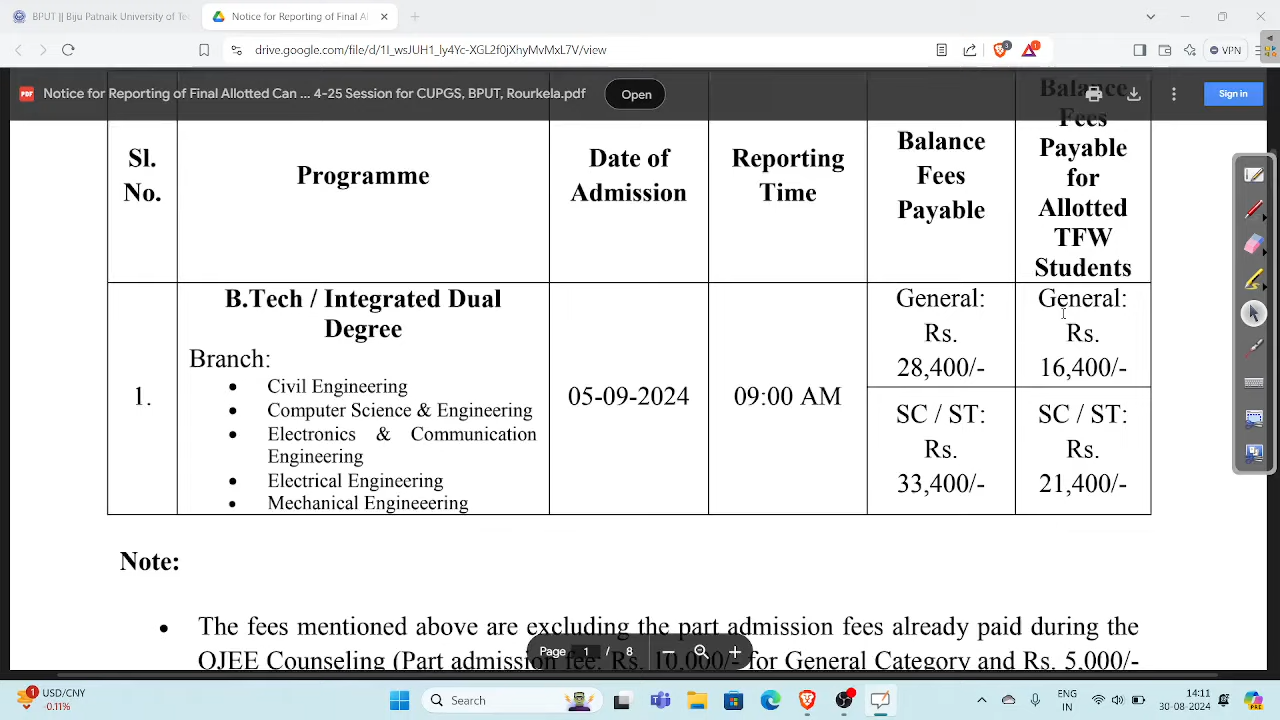 BPUT || Biju Patnaik University of Te
Notice for Reporting of Final Al
drive.google.com/file/d/1I_wsJUH1_ly4Yc-XGL2f0jXhyMvMxL7V/view
VPN
PDF
Notice for Reporting of Final Allotted Can ... 4-25 Session for CUPGS, BPUT, Rourkela.pdf
Open
Sign in
Sl.
No.
Programme
Date of
Admission
Reporting
Time
Balance
Fees
Payable
Balance
Fees
Payable
for
Allotted
TFW
Students
1.
B.Tech / Integrated Dual
Degree
Branch:
• Civil Engineering
• Computer Science & Engineering
• Electronics & Communication
Engineering
• Electrical Engineering
• Mechanical Engineeering
05-09-2024
09:00 AM
General:
Rs.
28,400/-
General:
Rs.
16,400/-
SC / ST:
Rs.
33,400/-
SC / ST:
Rs.
21,400/-
Note:
• The fees mentioned above are excluding the part admission fees already paid during the
OJEE Counseling (Part admission fee: Rs. 10,000/- for General Category and Rs. 5,000/-
Page 1 / 8
USD/CNY
-0.11%
Search
ENG
IN
14:11
30-08-2024